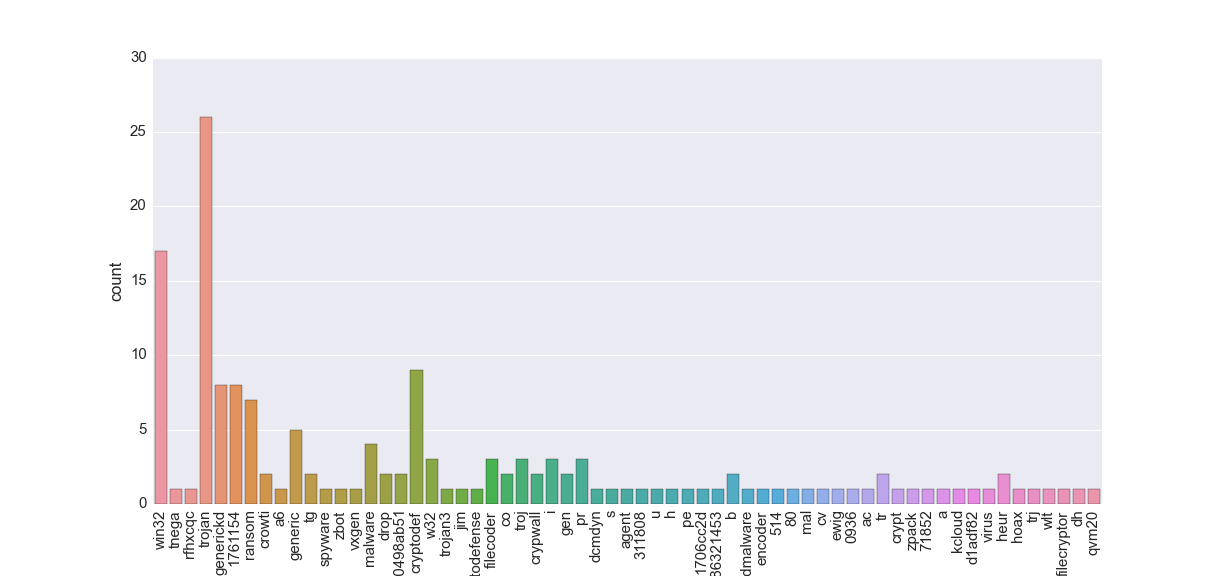 30
25
20
15
10
5
0
count
win32
tnega
rfhxcqc
trojan
generickd
1761154
ransom
crowti
a6
generic
tg
spyware
zbot
vxgen
malware
drop
0498ab51
cryptodef
w32
trojan3
jim
todefense
filecoder
co
troj
crypwall
i
gen
pr
dcmdyn
s
agent
311808
u
h
pe
1706cc2d
86321453
b
dmalware
encoder
514
80
mal
cv
ewig
0936
ac
tr
crypt
zpack
71852
a
kcloud
d1adf82
virus
heur
hoax
trj
wlt
filecryptor
dh
qvm20